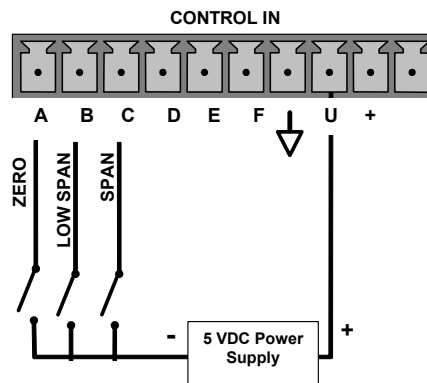 CONTROL IN
A B C D E F U +
ZERO
LOW SPAN
SPAN
- 5 VDC Power +
Supply